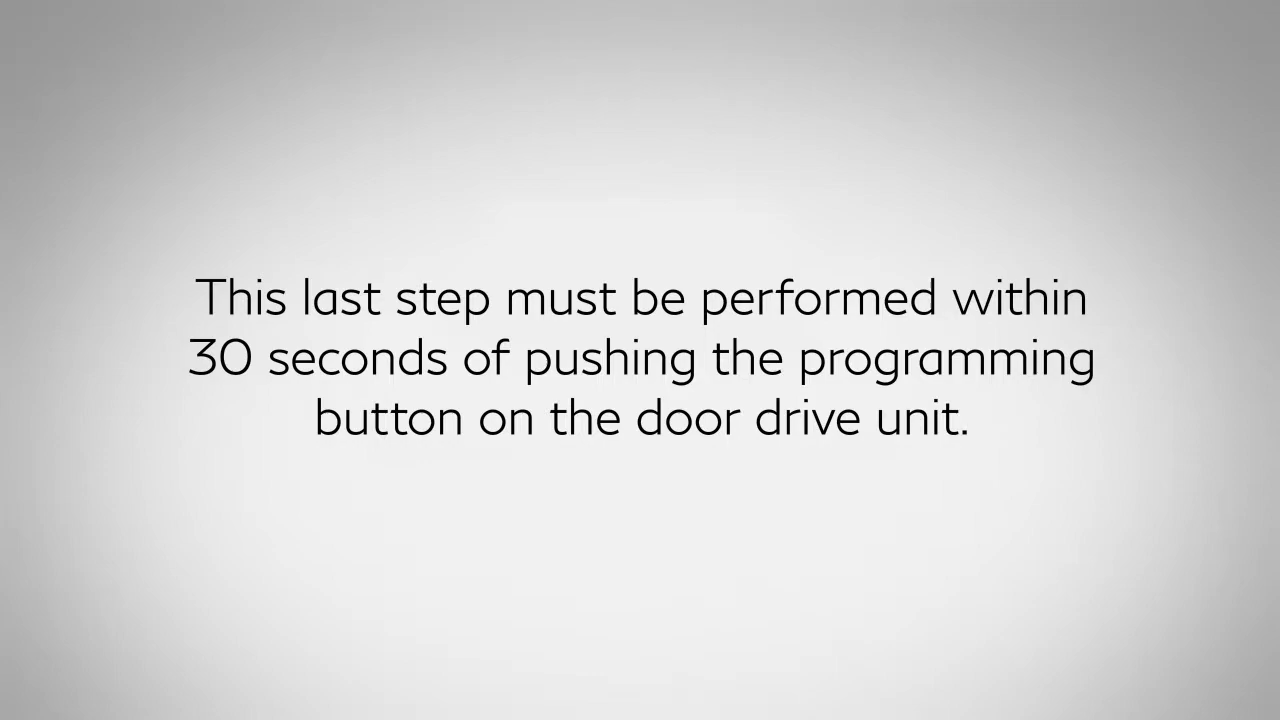 This last step must be performed within
30 seconds of pushing the programming
button on the door drive unit.